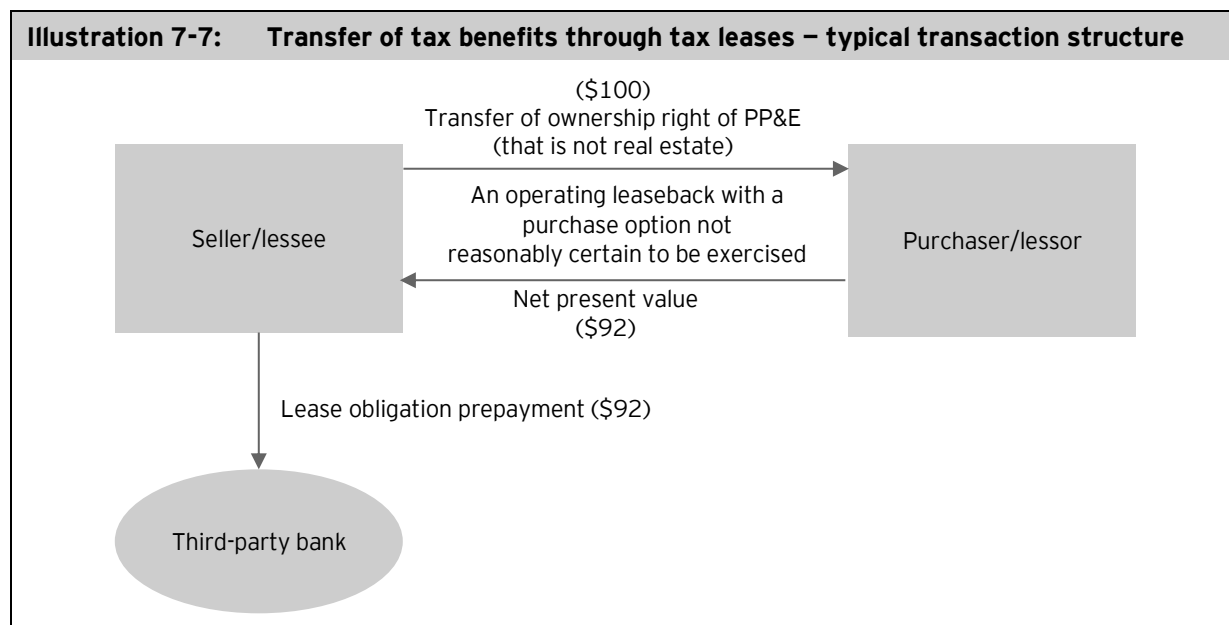 Illustration 7-7: Transfer of tax benefits through tax leases – typical transaction structure
($100)
Transfer of ownership right of PP&E
(that is not real estate)
An operating leaseback with a
purchase option not
reasonably certain to be exercised
Seller/lessee
Purchaser/lessor
Net present value
($92)
Lease obligation prepayment ($92)
Third-party bank